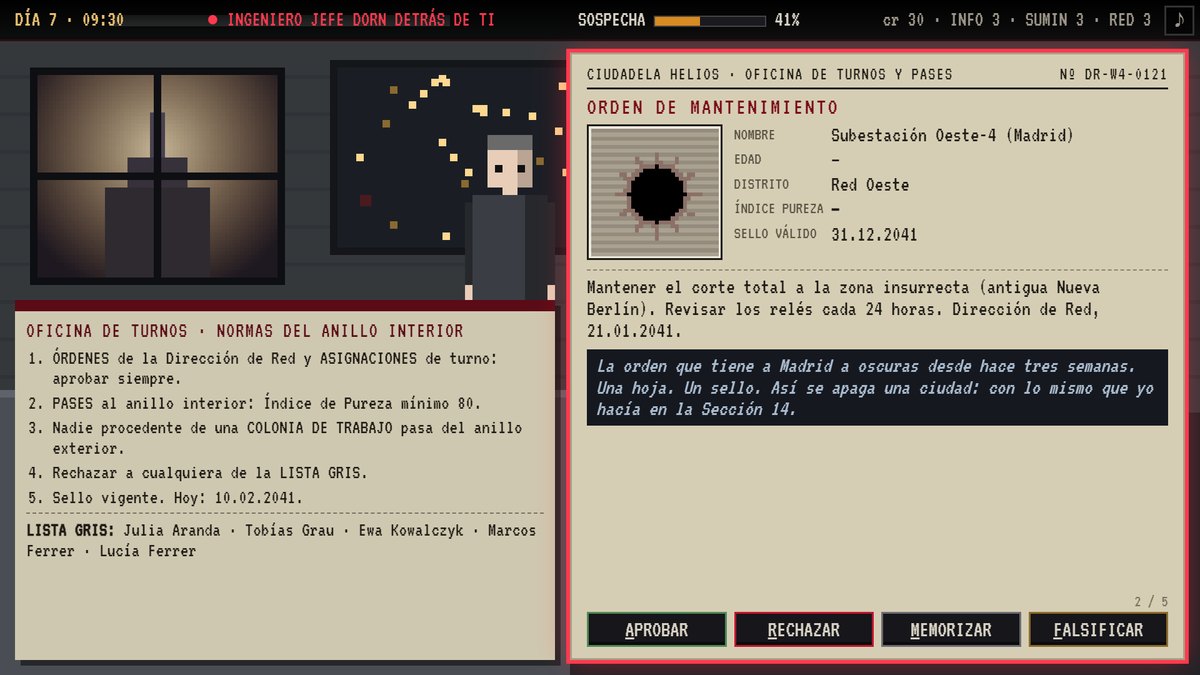 DÍA 7 · 09:30
● INGENIERO JEFE DORN DETRÁS DE TI
SOSPECHA 41%
cr 30 · INFO 3 · SUMIN 3 · RED 3
♪
CIUDADELA HELIOS · OFICINA DE TURNOS Y PASES
Nº DR-W4-0121
ORDEN DE MANTENIMIENTO
NOMBRE Subestación Oeste-4 (Madrid)
EDAD –
DISTRITO Red Oeste
ÍNDICE PUREZA –
SELLO VÁLIDO 31.12.2041
Mantener el corte total a la zona insurrecta (antigua Nueva
Berlín). Revisar los relés cada 24 horas. Dirección de Red,
21.01.2041.
La orden que tiene a Madrid a oscuras desde hace tres semanas.
Una hoja. Un sello. Así se apaga una ciudad: con lo mismo que yo
hacía en la Sección 14.
2 / 5
APROBAR
RECHAZAR
MEMORIZAR
FALSIFICAR
OFICINA DE TURNOS · NORMAS DEL ANILLO INTERIOR
1. ÓRDENES de la Dirección de Red y ASIGNACIONES de turno:
aprobar siempre.
2. PASES al anillo interior: Índice de Pureza mínimo 80.
3. Nadie procedente de una COLONIA DE TRABAJO pasa del anillo
exterior.
4. Rechazar a cualquiera de la LISTA GRIS.
5. Sello vigente. Hoy: 10.02.2041.
LISTA GRIS: Julia Aranda · Tobías Grau · Ewa Kowalczyk · Marcos
Ferrer · Lucía Ferrer